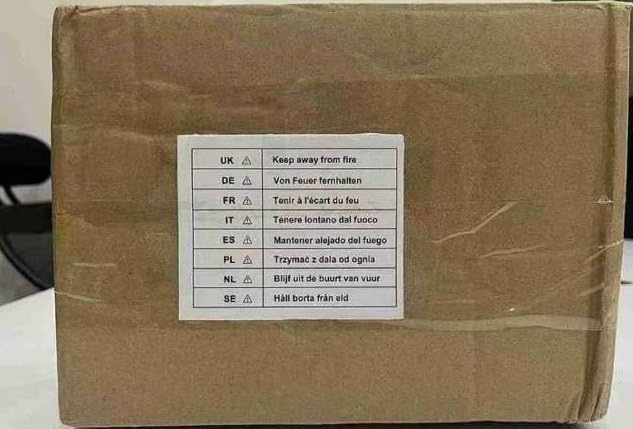 UK ⚠ Keep away from fire
DE ⚠ Von Feuer fernhalten
FR ⚠ Tenir à l'écart du feu
IT ⚠ Tenere lontano dal fuoco
ES ⚠ Mantener alejado del fuego
PL ⚠ Trzymać z dala od ognia
NL ⚠ Blijf uit de buurt van vuur
SE ⚠ Håll borta från eld